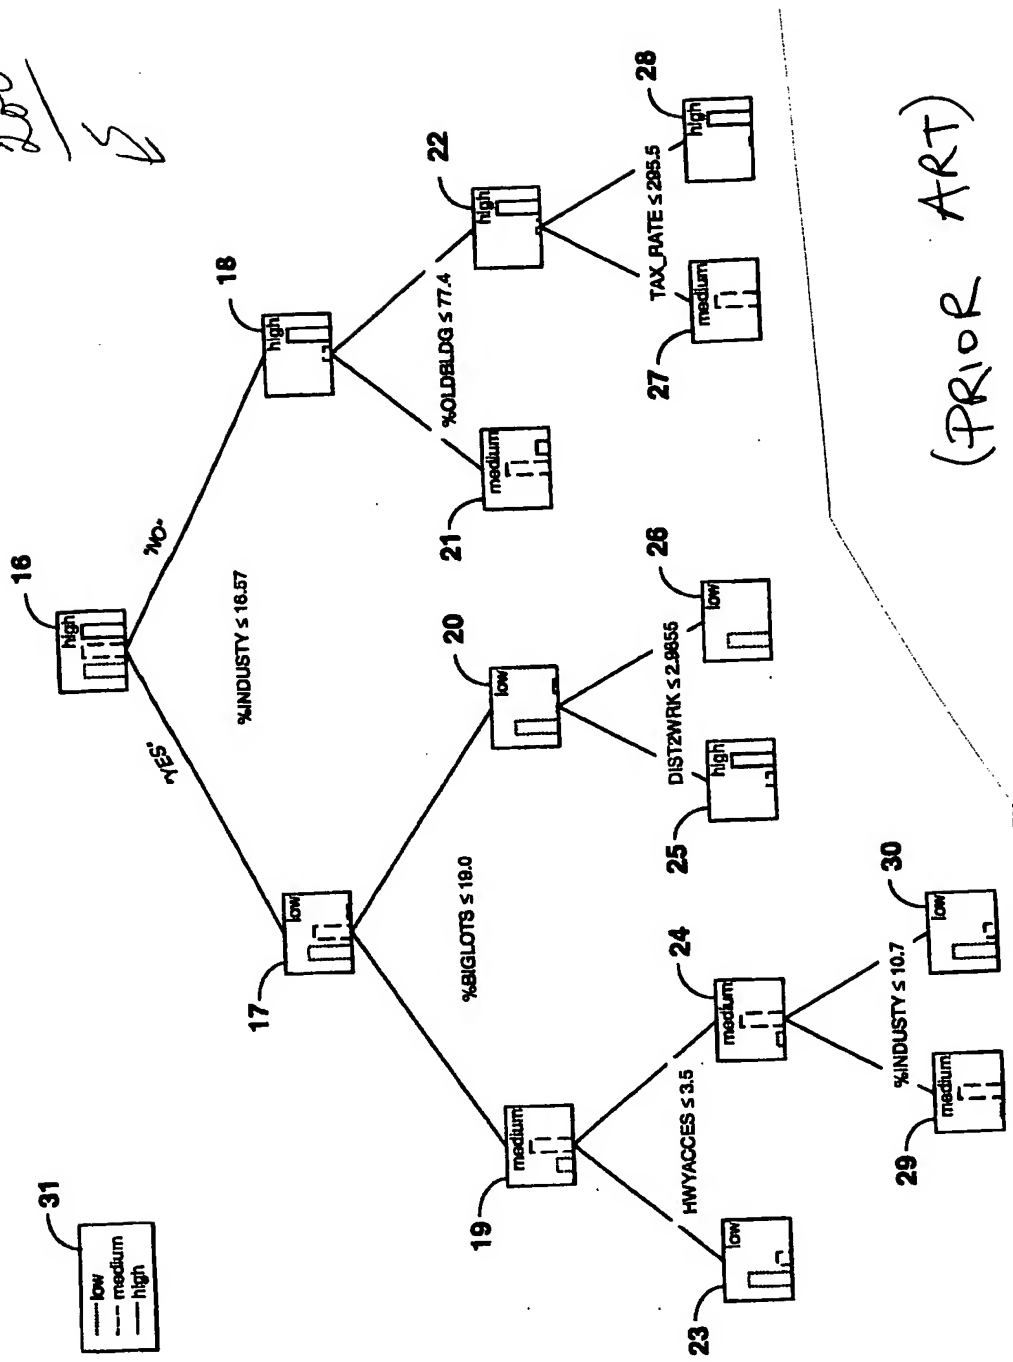 200
31
low
medium
high
16
high
"YES"
"NO"
%INDUSTY ≤ 16.57
17
low
18
high
%BIGLOTS ≤ 19.0
%OLDBLDG ≤ 77.4
19
medium
20
low
21
medium
22
high
HWYACCES ≤ 3.5
DIST2WRK ≤ 2.9655
TAX_RATE ≤ 295.5
23
low
24
medium
25
high
26
low
27
medium
28
high
%INDUSTY ≤ 10.7
29
medium
30
low
(PRIOR ART)